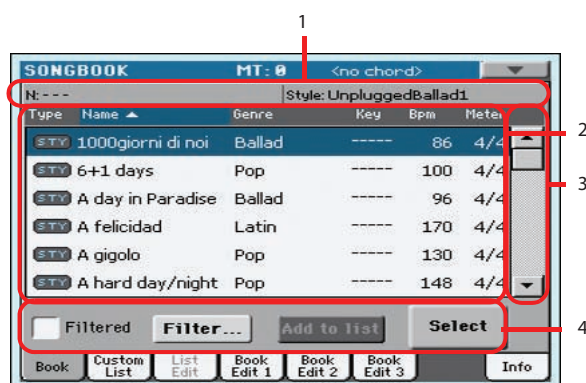 1
SONGBOOK MT: 0 <no chord>
N: --- Style: UnpluggedBallad1
Type Name Genre Key Bpm Meter
STY 1000giorni di noi Ballad ----- 86 4/4
STY 6+1 days Pop ----- 100 4/4
STY A day in Paradise Ballad ----- 96 4/4
STY A felicidad Latin ----- 170 4/4
STY A gigolo Pop ----- 130 4/4
STY A hard day/night Pop ----- 148 4/4
2
3
Filtered Filter... Add to list Select
4
Book Custom List List Edit Book Edit 1 Book Edit 2 Book Edit 3 Info